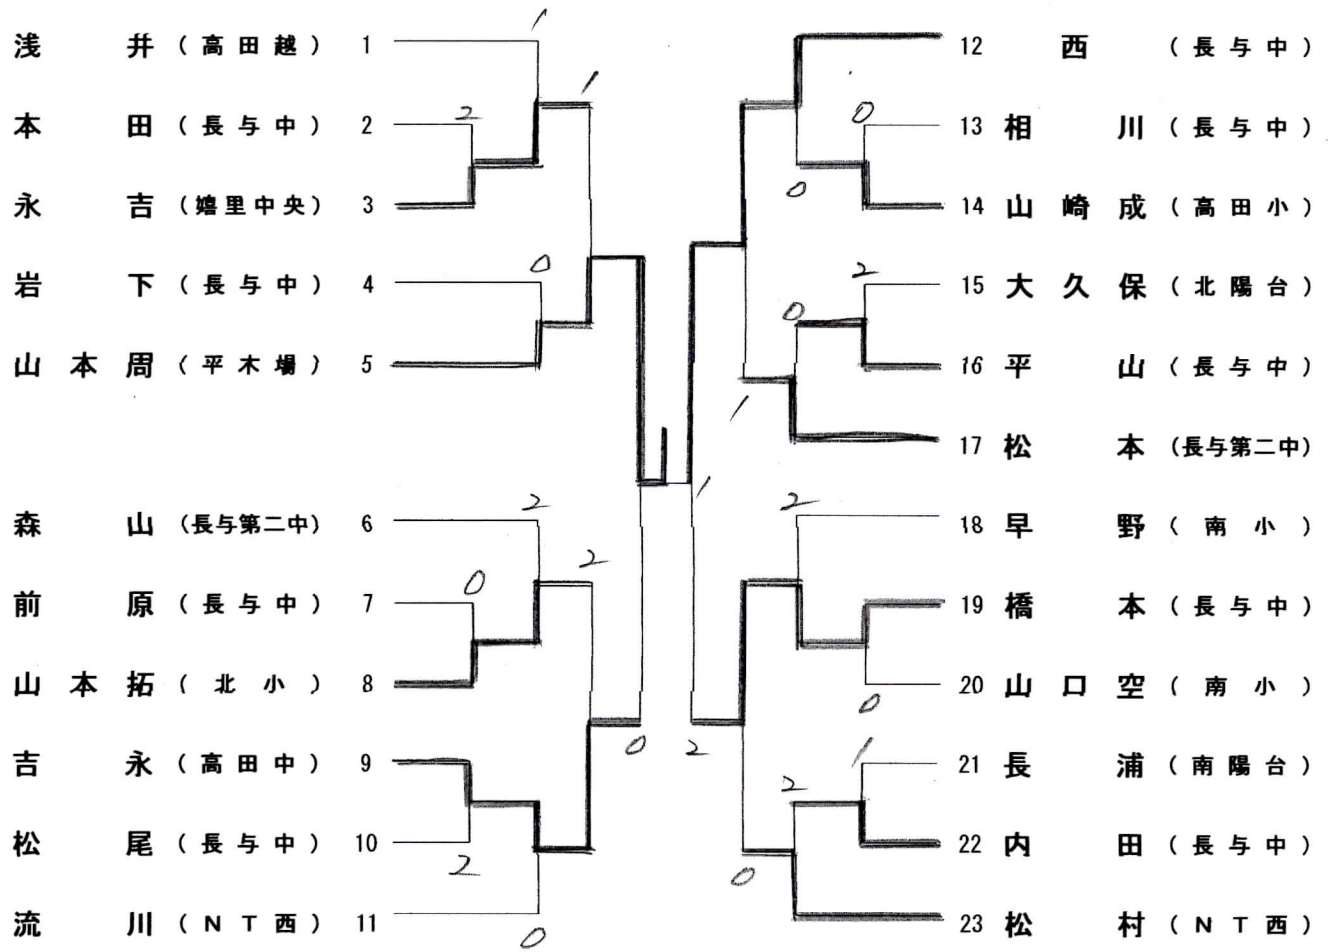 浅井 (高田越) 1
本田 (長与中) 2
永吉 (嬉里中央) 3
岩下 (長与中) 4
山本周 (平木場) 5
森山 (長与第二中) 6
前原 (長与中) 7
山本拓 (北小) 8
吉永 (高田中) 9
松尾 (長与中) 10
流川 (NT西) 11
1
1
2
0
2
0
2
2
0
0
12 西 (長与中)
13 相川 (長与中)
14 山崎成 (高田小)
15 大久保 (北陽台)
16 平山 (長与中)
17 松本 (長与第二中)
18 早野 (南小)
19 橋本 (長与中)
20 山口空 (南小)
21 長浦 (南陽台)
22 内田 (長与中)
23 松村 (NT西)
0
0
2
0
1
1
2
0
2
1
2
0